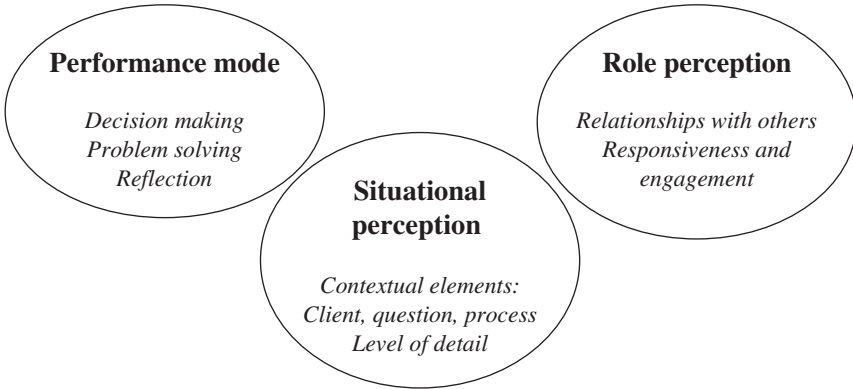 Performance mode
Decision making
Problem solving
Reflection
Role perception
Relationships with others
Responsiveness and
engagement
Situational
perception
Contextual elements:
Client, question, process
Level of detail